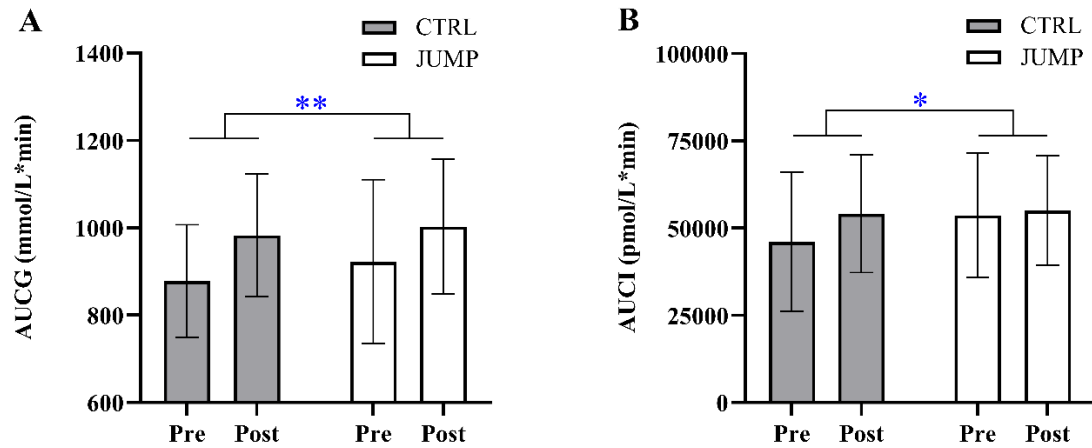 A
CTRL
JUMP
AUCG (mmol/L*min)
1400
1200
1000
800
600
**
Pre Post Pre Post
B
CTRL
JUMP
AUCI (pmol/L*min)
100000
75000
50000
25000
0
*
Pre Post Pre Post